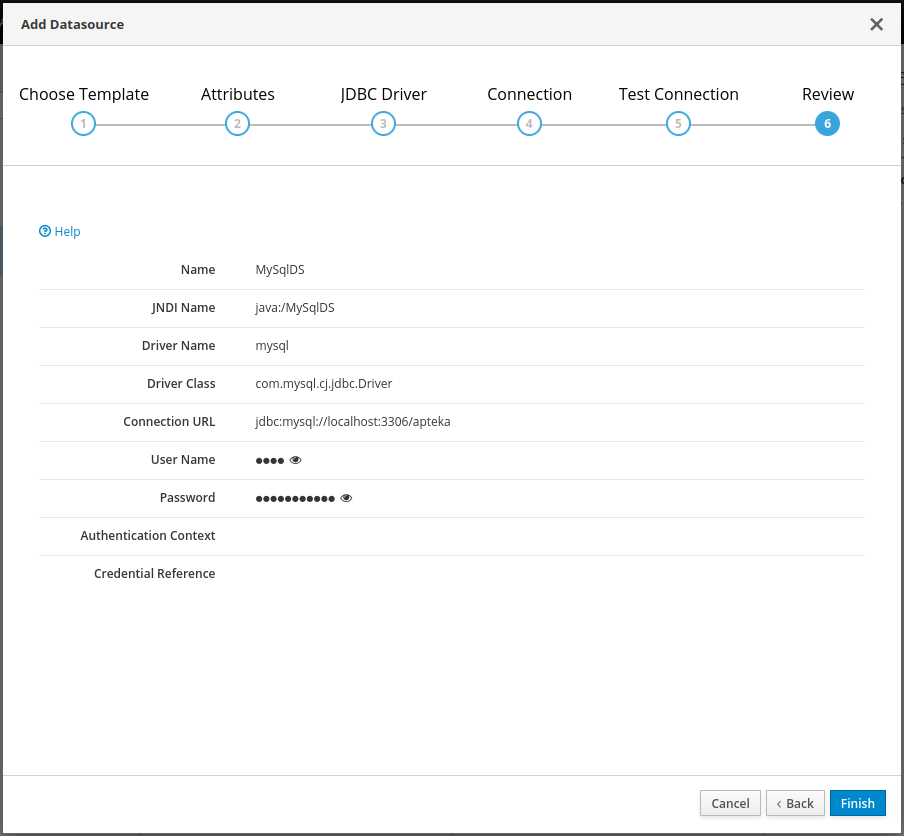 Add Datasource
Choose Template Attributes JDBC Driver Connection Test Connection Review
1 2 3 4 5 6
Help
Name MySqlDS
JNDI Name java:/MySqlDS
Driver Name mysql
Driver Class com.mysql.cj.jdbc.Driver
Connection URL jdbc:mysql://localhost:3306/apteka
User Name ●●●●
Password ●●●●●●●●●●●
Authentication Context
Credential Reference
Cancel ‹ Back Finish